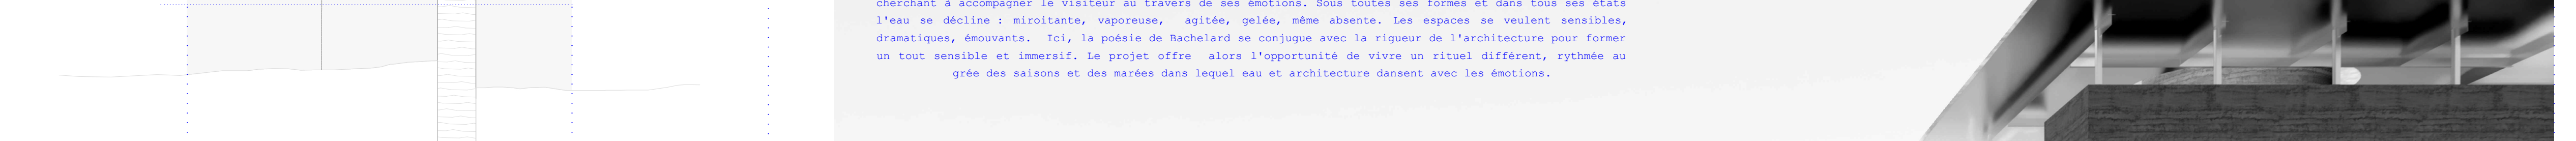 cherchant à accompagner le visiteur au travers de ses émotions. Sous toutes ses formes et dans tous ses états
l'eau se décline : miroitante, vaporeuse, agitée, gelée, même absente. Les espaces se veulent sensibles,
dramatiques, émouvants. Ici, la poésie de Bachelard se conjugue avec la rigueur de l'architecture pour former
un tout sensible et immersif. Le projet offre alors l'opportunité de vivre un rituel différent, rythmée au
grée des saisons et des marées dans lequel eau et architecture dansent avec les émotions.